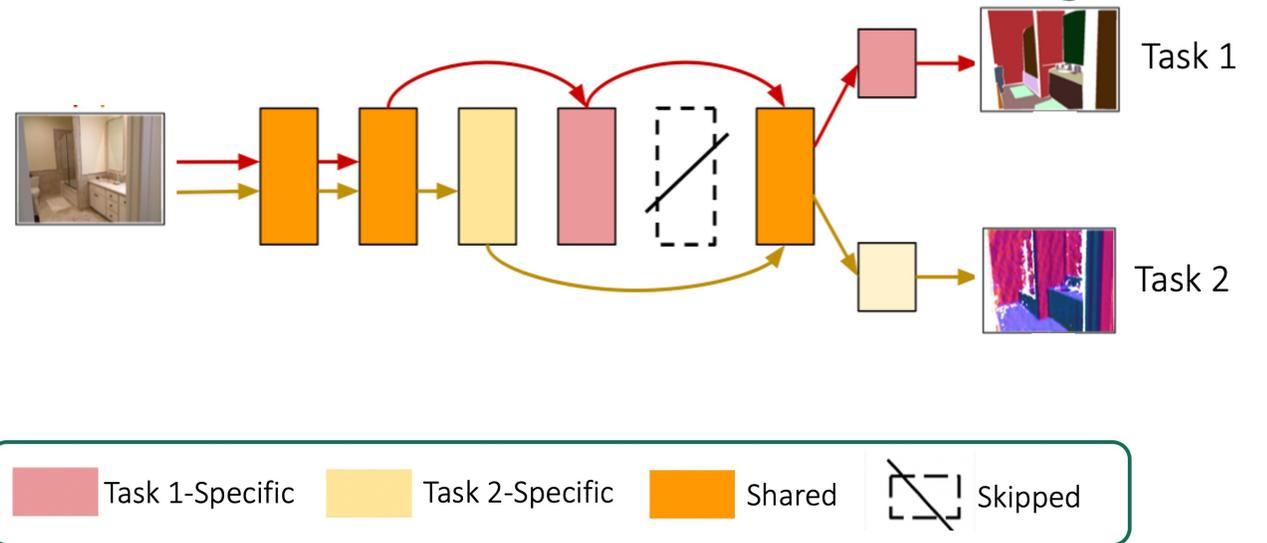 Task 1
Task 2
Task 1-Specific
Task 2-Specific
Shared
Skipped